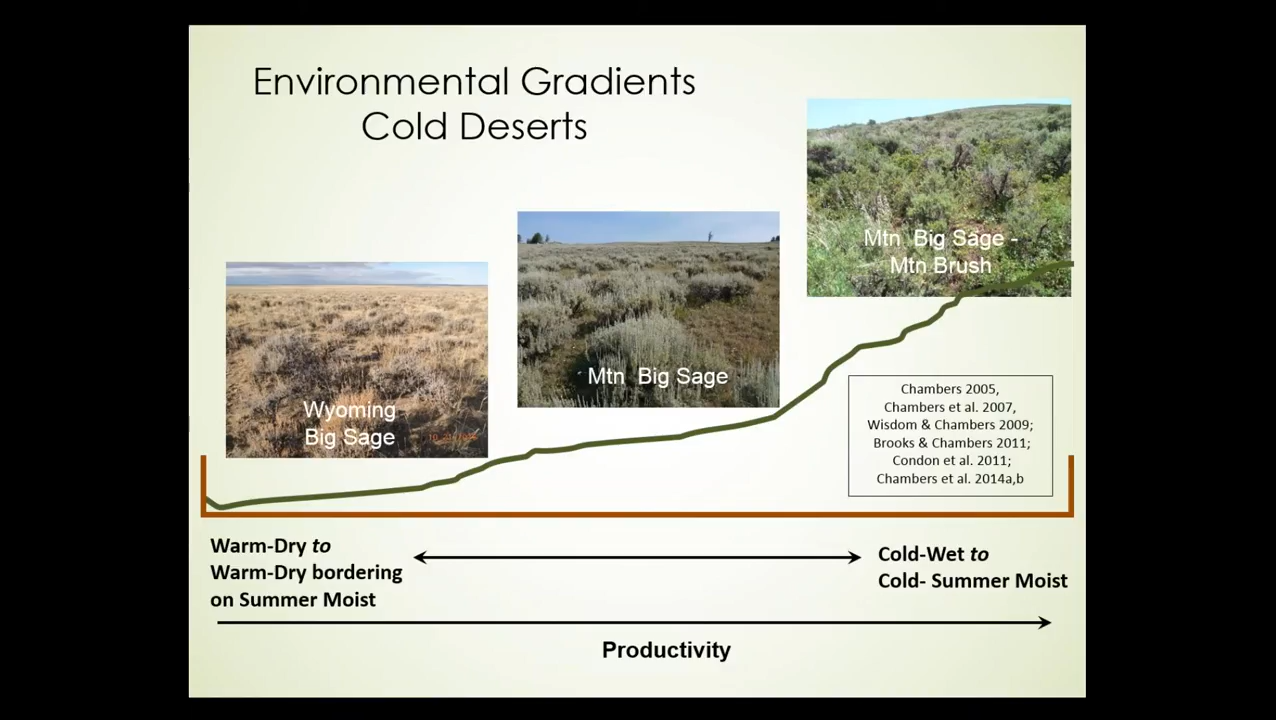 Environmental Gradients
Cold Deserts
Mtn Big Sage -
Mtn Brush
Mtn Big Sage
Wyoming
Big Sage
Chambers 2005,
Chambers et al. 2007,
Wisdom & Chambers 2009;
Brooks & Chambers 2011;
Condon et al. 2011;
Chambers et al. 2014a,b
Warm-Dry to
Warm-Dry bordering
on Summer Moist
Cold-Wet to
Cold- Summer Moist
Productivity